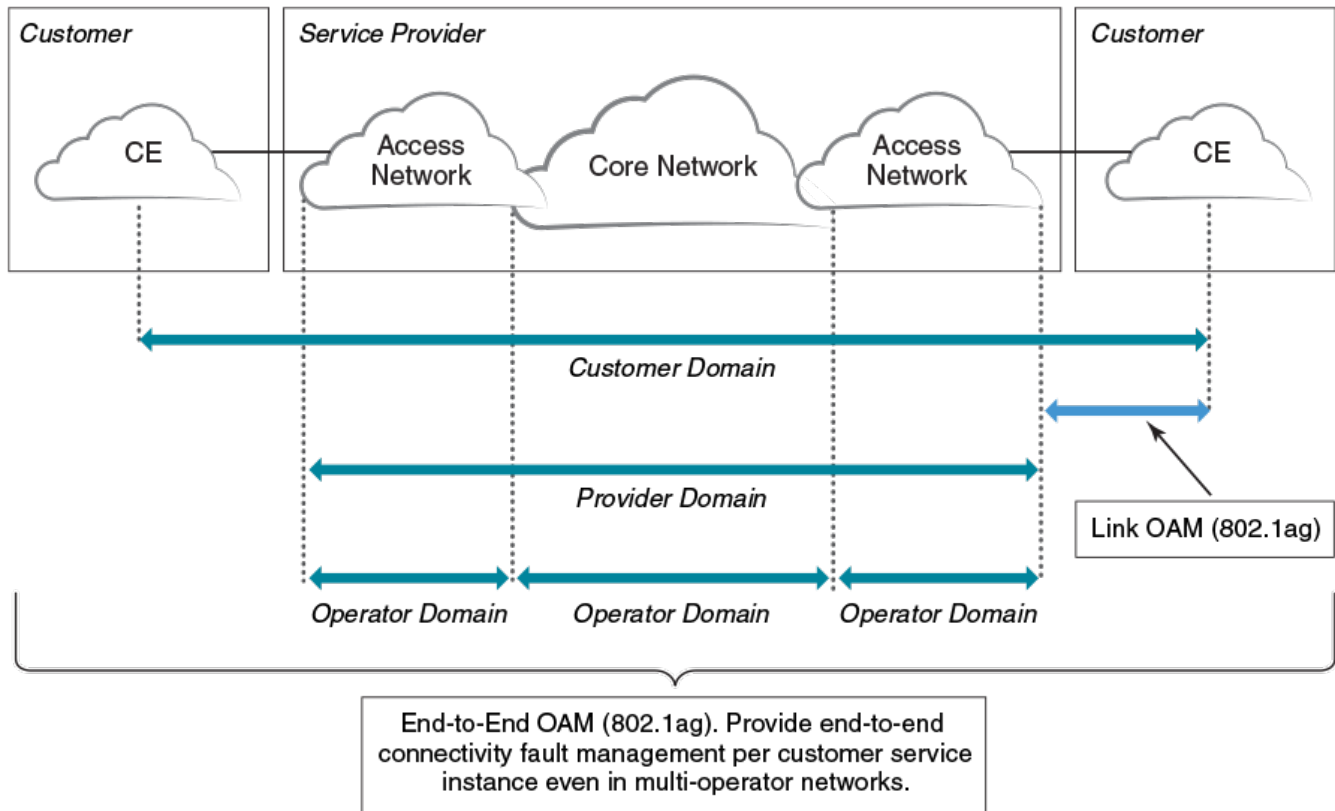 Customer
Service Provider
Customer
CE
Access
Network
Core Network
Access
Network
CE
Customer Domain
Provider Domain
Link OAM (802.1ag)
Operator Domain
Operator Domain
Operator Domain
End-to-End OAM (802.1ag). Provide end-to-end
connectivity fault management per customer service
instance even in multi-operator networks.